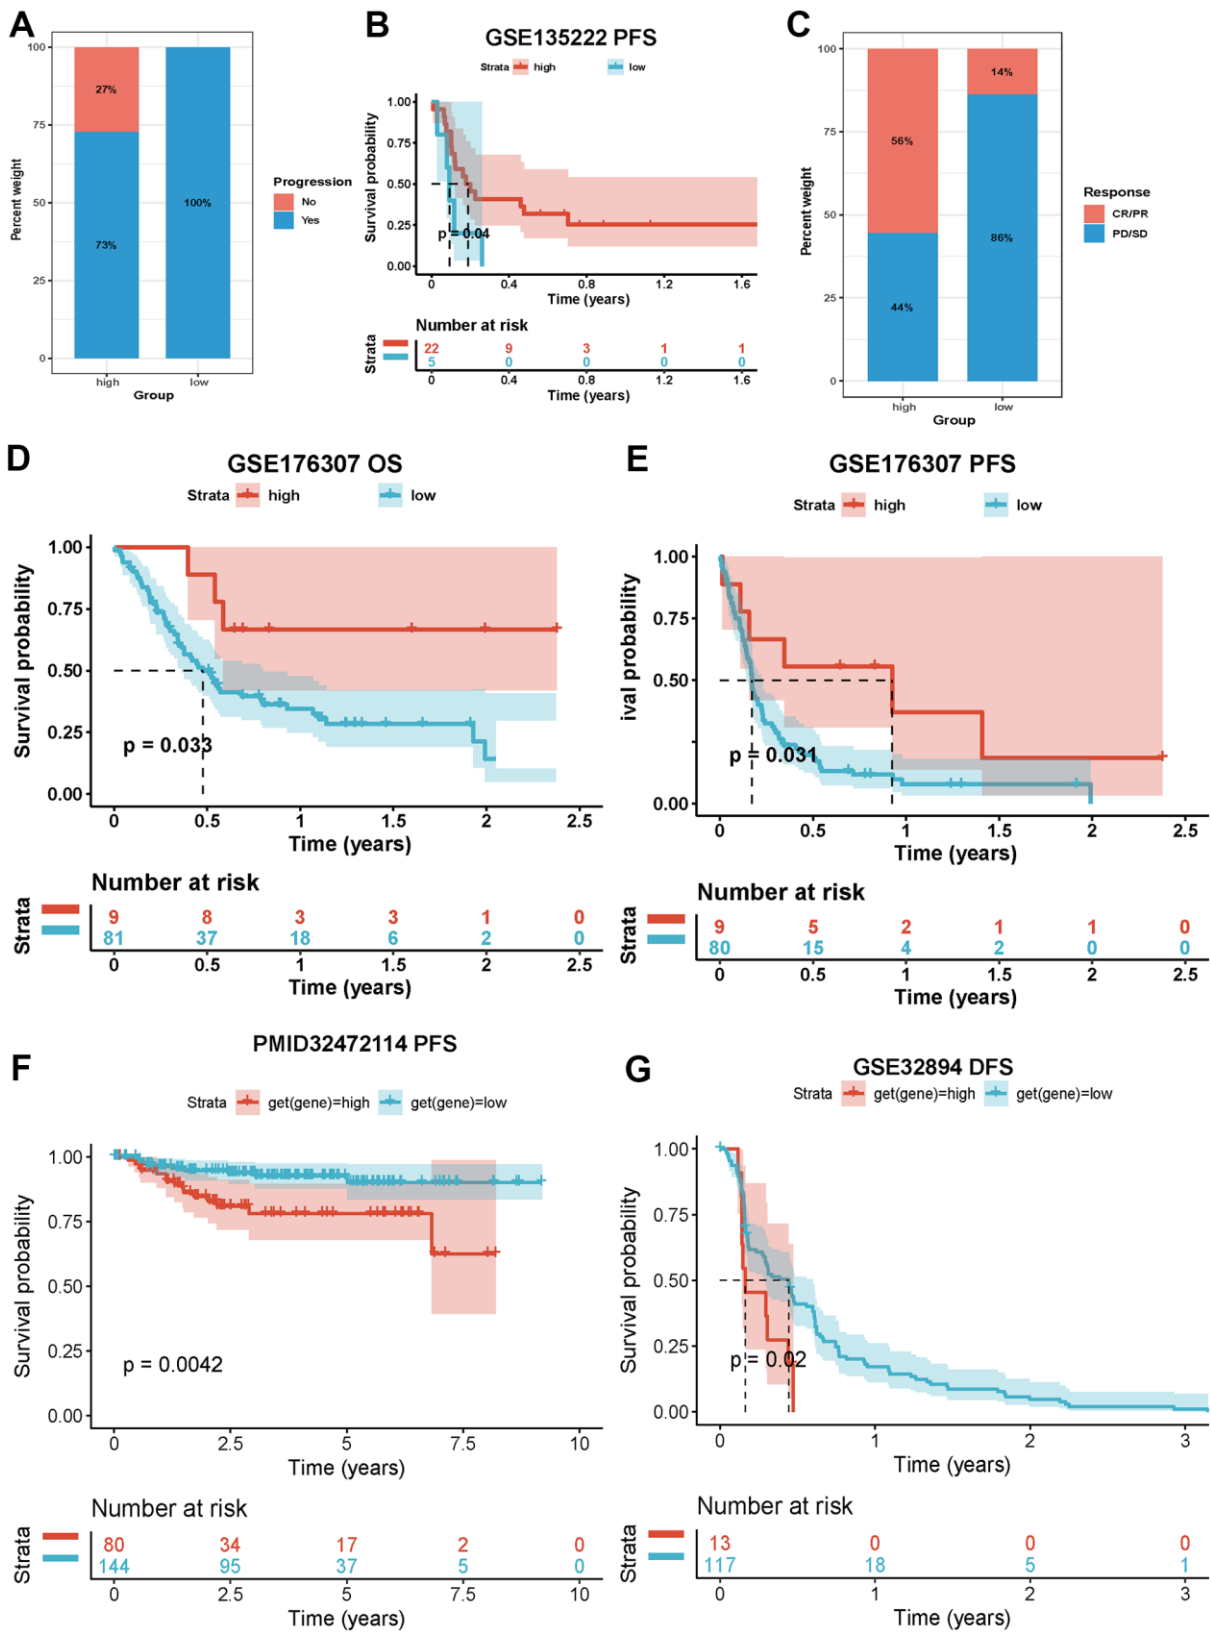 A
100
75
50
25
0
Percent weight
27%
73%
100%
high
low
Group
Progression
No
Yes
B
GSE135222 PFS
Strata high low
1.00
0.75
0.50
0.25
0.00
Survival probability
p = 0.04
0 0.4 0.8 1.2 1.6
Time (years)
Number at risk
Strata
22 9 3 1 1
5 0 0 0 0
0 0.4 0.8 1.2 1.6
Time (years)
C
100
75
50
25
0
Percent weight
56%
44%
14%
86%
high
low
Group
Response
CR/PR
PD/SD
D
GSE176307 OS
Strata high low
1.00
0.75
0.50
0.25
0.00
Survival probability
p = 0.033
0 0.5 1 1.5 2 2.5
Time (years)
Number at risk
Strata
9 8 3 3 1 0
81 37 18 6 2 0
0 0.5 1 1.5 2 2.5
Time (years)
E
GSE176307 PFS
Strata high low
1.00
0.75
0.50
0.00
ival probability
p = 0.031
0 0.5 1 1.5 2 2.5
Time (years)
Number at risk
Strata
9 5 2 1 1 0
80 15 4 2 0 0
0 0.5 1 1.5 2 2.5
Time (years)
F
PMID32472114 PFS
Strata get(gene)=high get(gene)=low
1.00
0.75
0.50
0.25
0.00
Survival probability
p = 0.0042
0 2.5 5 7.5 10
Time (years)
Number at risk
Strata
80 34 17 2 0
144 95 37 5 0
0 2.5 5 7.5 10
Time (years)
G
GSE32894 DFS
Strata get(gene)=high get(gene)=low
1.00
0.75
0.50
0.25
0.00
Survival probability
p = 0.02
0 1 2 3
Time (years)
Number at risk
Strata
13 0 0 0
117 18 5 1
0 1 2 3
Time (years)